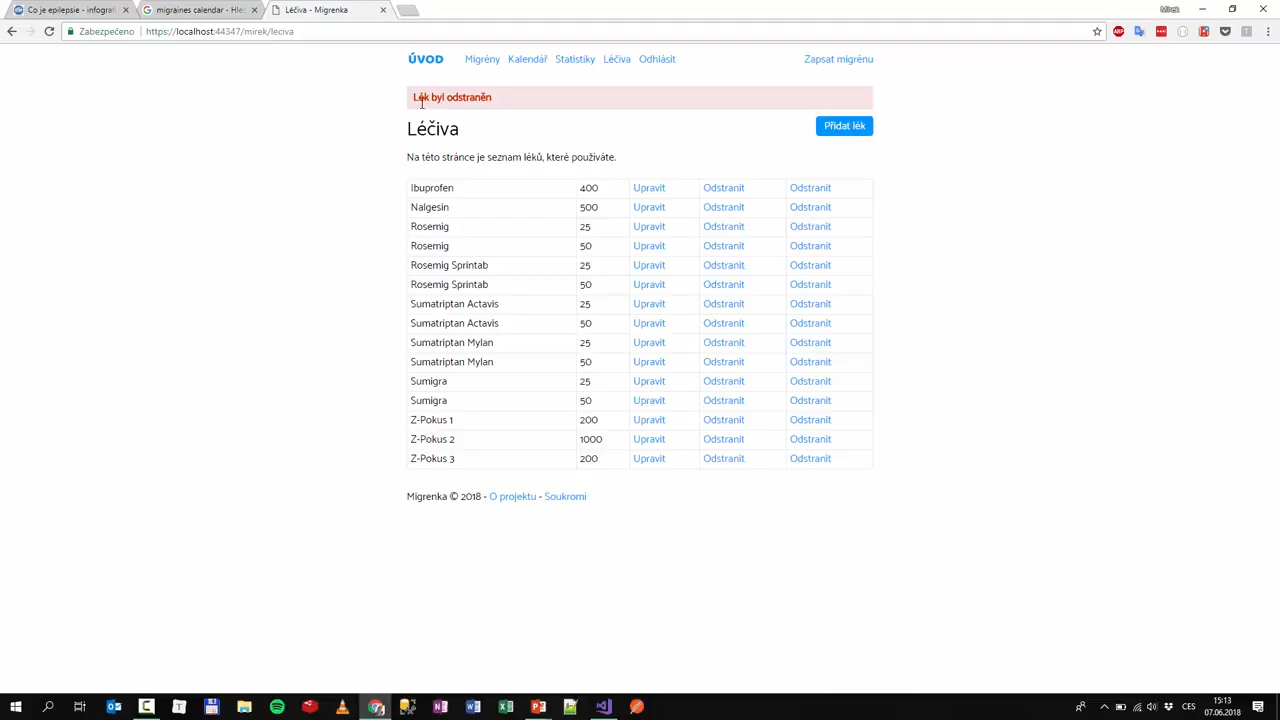 Co je epilepsie - infografi
migraines calendar - Hled
Léčiva - Migrenka
Mirek
Zabezpečeno
https://localhost:44347/mirek/leciva
ÚVOD
Migrény
Kalendář
Statistiky
Léčiva
Odhlásit
Zapsat migrénu
Lék byl odstraněn
Léčiva
Přidat lék
Na této stránce je seznam léků, které používáte.
Ibuprofen 400 Upravit Odstranit Odstranit
Nalgesin 500 Upravit Odstranit Odstranit
Rosemig 25 Upravit Odstranit Odstranit
Rosemig 50 Upravit Odstranit Odstranit
Rosemig Sprintab 25 Upravit Odstranit Odstranit
Rosemig Sprintab 50 Upravit Odstranit Odstranit
Sumatriptan Actavis 25 Upravit Odstranit Odstranit
Sumatriptan Actavis 50 Upravit Odstranit Odstranit
Sumatriptan Mylan 25 Upravit Odstranit Odstranit
Sumatriptan Mylan 50 Upravit Odstranit Odstranit
Sumigra 25 Upravit Odstranit Odstranit
Sumigra 50 Upravit Odstranit Odstranit
Z-Pokus 1 200 Upravit Odstranit Odstranit
Z-Pokus 2 1000 Upravit Odstranit Odstranit
Z-Pokus 3 200 Upravit Odstranit Odstranit
Migrenka © 2018 - O projektu - Soukromí
CES
15:13
07.06.2018